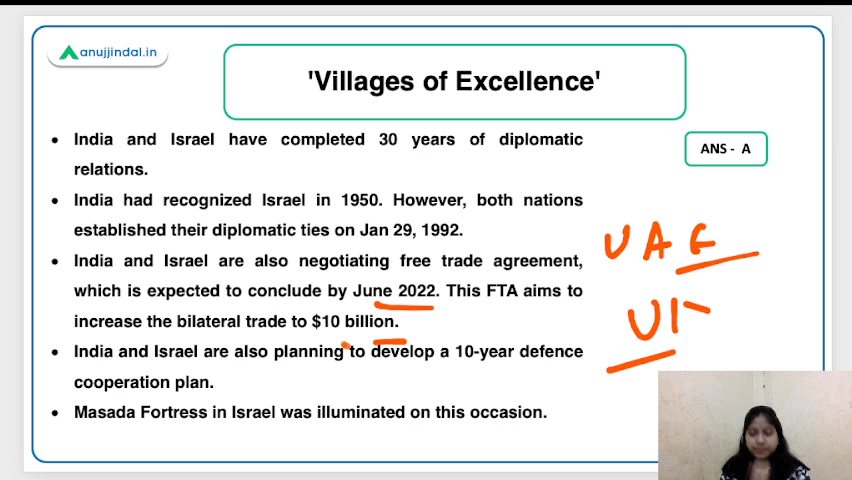 anujjindal.in
'Villages of Excellence'
• India and Israel have completed 30 years of diplomatic
relations.
ANS - A
• India had recognized Israel in 1950. However, both nations
established their diplomatic ties on Jan 29, 1992.
UAE
• India and Israel are also negotiating free trade agreement,
which is expected to conclude by June 2022. This FTA aims to
increase the bilateral trade to $10 billion.
• India and Israel are also planning to develop a 10-year defence
cooperation plan.
• Masada Fortress in Israel was illuminated on this occasion.